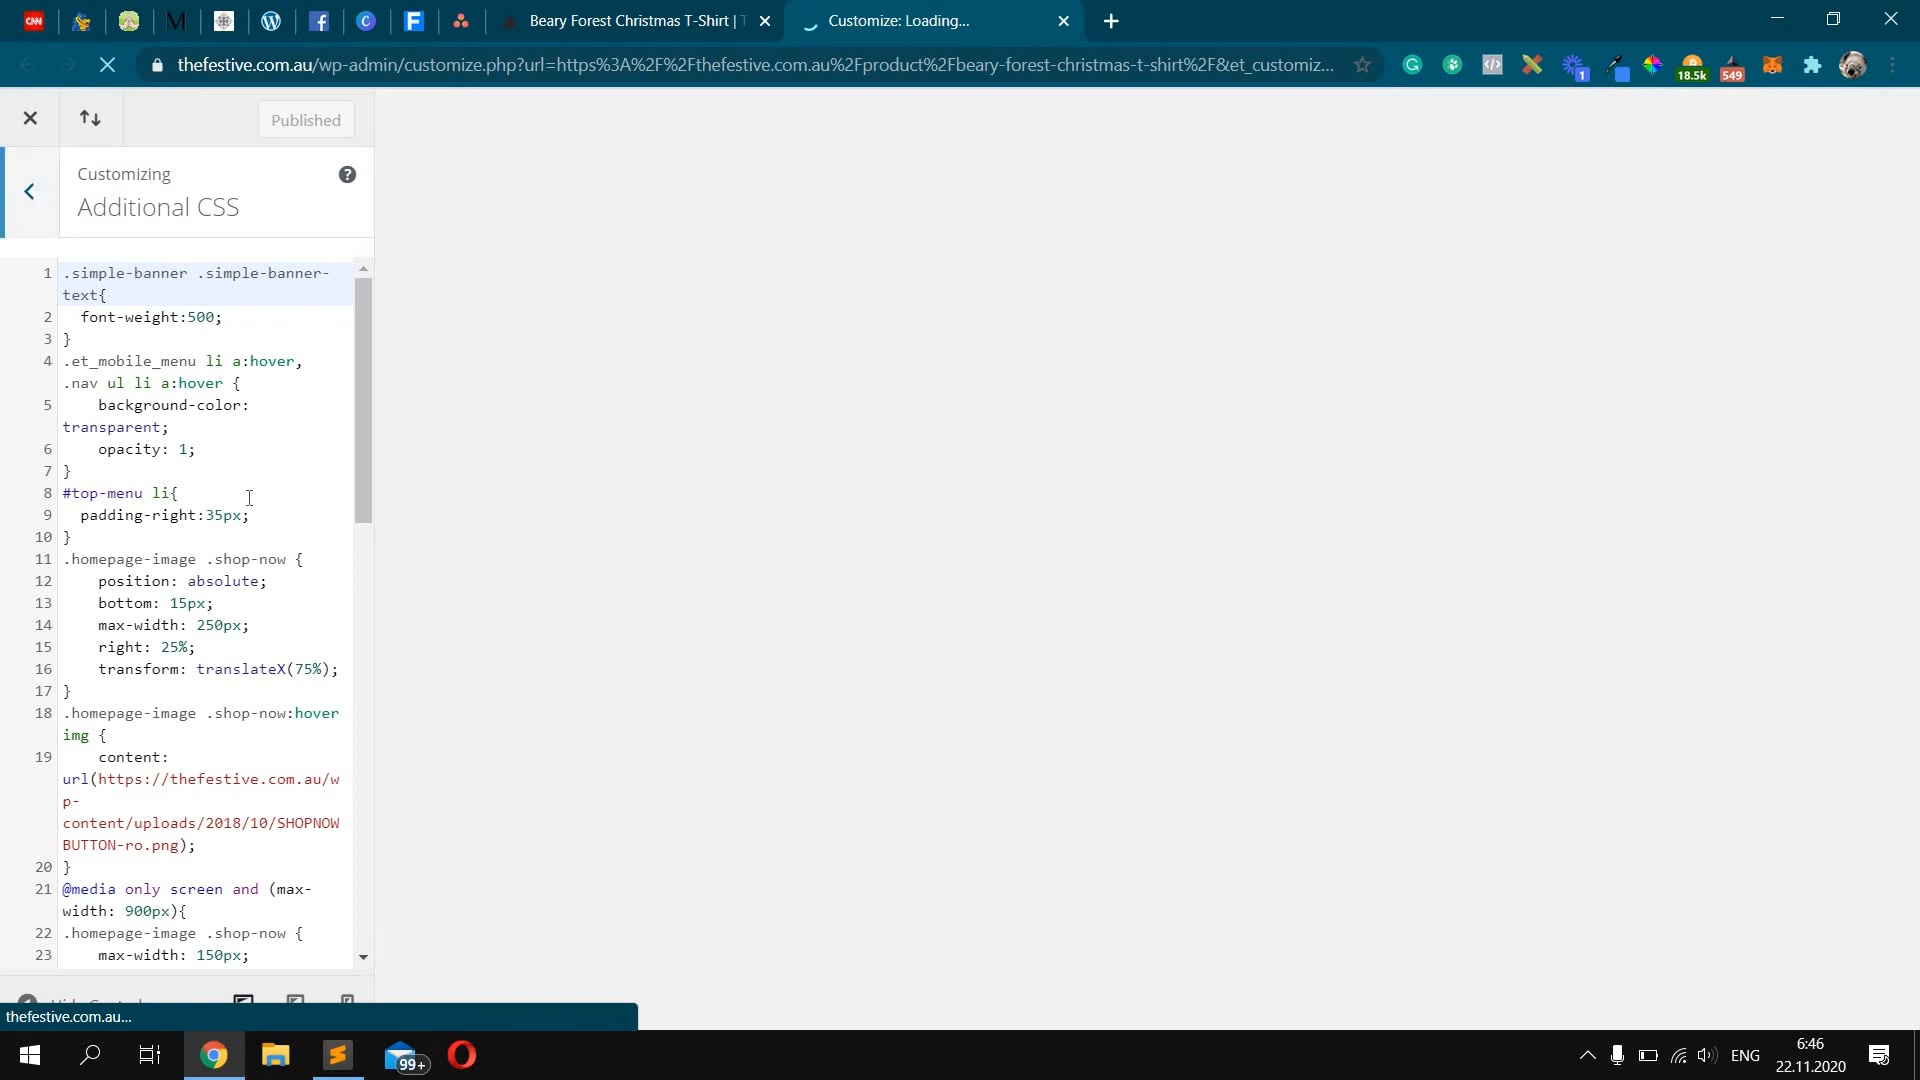 CNN
Beary Forest Christmas T-Shirt | T
Customize: Loading...
thefestive.com.au/wp-admin/customize.php?url=https%3A%2F%2Fthefestive.com.au%2Fproduct%2Fbeary-forest-christmas-t-shirt%2F&et_customiz...
1
18.5k
549
Published
Customizing
Additional CSS
1 .simple-banner .simple-banner-
text{
2 font-weight:500;
3 }
4 .et_mobile_menu li a:hover,
.nav ul li a:hover {
5 background-color:
transparent;
6 opacity: 1;
7 }
8 #top-menu li{
9 padding-right:35px;
10 }
11 .homepage-image .shop-now {
12 position: absolute;
13 bottom: 15px;
14 max-width: 250px;
15 right: 25%;
16 transform: translateX(75%);
17 }
18 .homepage-image .shop-now:hover
img {
19 content:
url(https://thefestive.com.au/w
p-
content/uploads/2018/10/SHOPNOW
BUTTON-ro.png);
20 }
21 @media only screen and (max-
width: 900px){
22 .homepage-image .shop-now {
23 max-width: 150px;
thefestive.com.au...
99+
ENG
6:46
22.11.2020